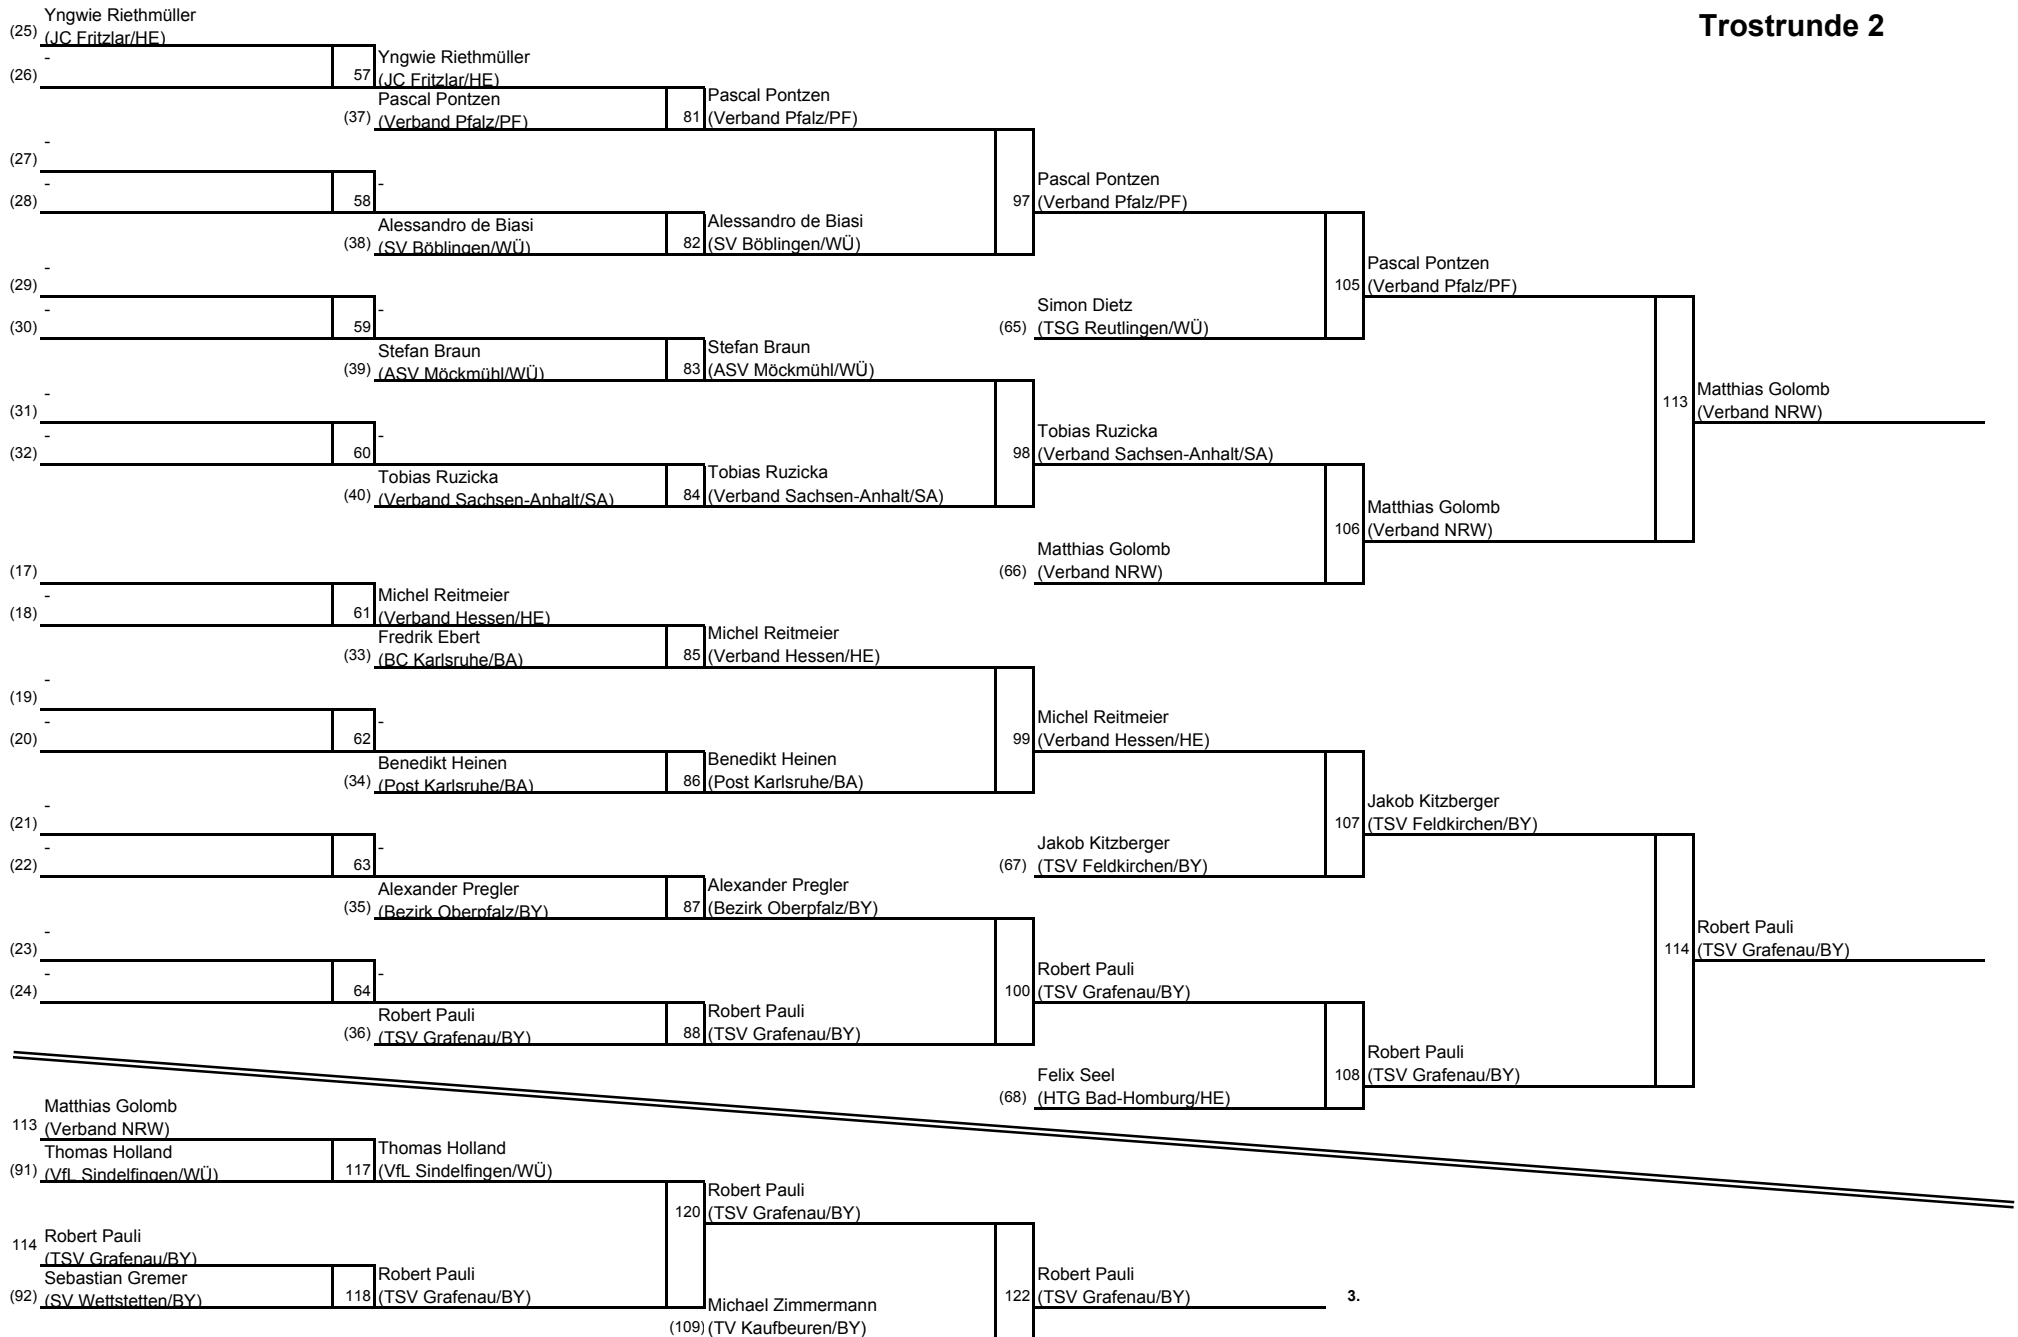 Trostrunde 2
Yngwie Riethmüller
(25) (JC Fritzlar/HE)
-
(26)
57
Yngwie Riethmüller
(JC Fritzlar/HE)
Pascal Pontzen
(37) (Verband Pfalz/PF)
81
Pascal Pontzen
(Verband Pfalz/PF)
-
(27)
-
(28)
58
-
Alessandro de Biasi
(38) (SV Böblingen/WÜ)
82
Alessandro de Biasi
(SV Böblingen/WÜ)
97
Pascal Pontzen
(Verband Pfalz/PF)
-
(29)
-
(30)
59
-
Stefan Braun
(39) (ASV Möckmühl/WÜ)
83
Stefan Braun
(ASV Möckmühl/WÜ)
Simon Dietz
(65) (TSG Reutlingen/WÜ)
105
Pascal Pontzen
(Verband Pfalz/PF)
-
(31)
-
(32)
60
-
Tobias Ruzicka
(40) (Verband Sachsen-Anhalt/SA)
84
Tobias Ruzicka
(Verband Sachsen-Anhalt/SA)
98
Tobias Ruzicka
(Verband Sachsen-Anhalt/SA)
Matthias Golomb
(66) (Verband NRW)
106
Matthias Golomb
(Verband NRW)
113
Matthias Golomb
(Verband NRW)
(17)
-
(18)
61
Michel Reitmeier
(Verband Hessen/HE)
Fredrik Ebert
(33) (BC Karlsruhe/BA)
85
Michel Reitmeier
(Verband Hessen/HE)
-
(19)
-
(20)
62
-
Benedikt Heinen
(34) (Post Karlsruhe/BA)
86
Benedikt Heinen
(Post Karlsruhe/BA)
99
Michel Reitmeier
(Verband Hessen/HE)
-
(21)
-
(22)
63
-
Alexander Pregler
(35) (Bezirk Oberpfalz/BY)
87
Alexander Pregler
(Bezirk Oberpfalz/BY)
Jakob Kitzberger
(67) (TSV Feldkirchen/BY)
107
Jakob Kitzberger
(TSV Feldkirchen/BY)
-
(23)
-
(24)
64
-
Robert Pauli
(36) (TSV Grafenau/BY)
88
Robert Pauli
(TSV Grafenau/BY)
100
Robert Pauli
(TSV Grafenau/BY)
Felix Seel
(68) (HTG Bad-Homburg/HE)
108
Robert Pauli
(TSV Grafenau/BY)
114
Robert Pauli
(TSV Grafenau/BY)
Matthias Golomb
113 (Verband NRW)
Thomas Holland
(91) (VfL Sindelfingen/WÜ)
117
Thomas Holland
(VfL Sindelfingen/WÜ)
Robert Pauli
114 (TSV Grafenau/BY)
Sebastian Gremer
(92) (SV Wettstetten/BY)
118
Robert Pauli
(TSV Grafenau/BY)
120
Robert Pauli
(TSV Grafenau/BY)
Michael Zimmermann
(109) (TV Kaufbeuren/BY)
122
Robert Pauli
(TSV Grafenau/BY)
3.